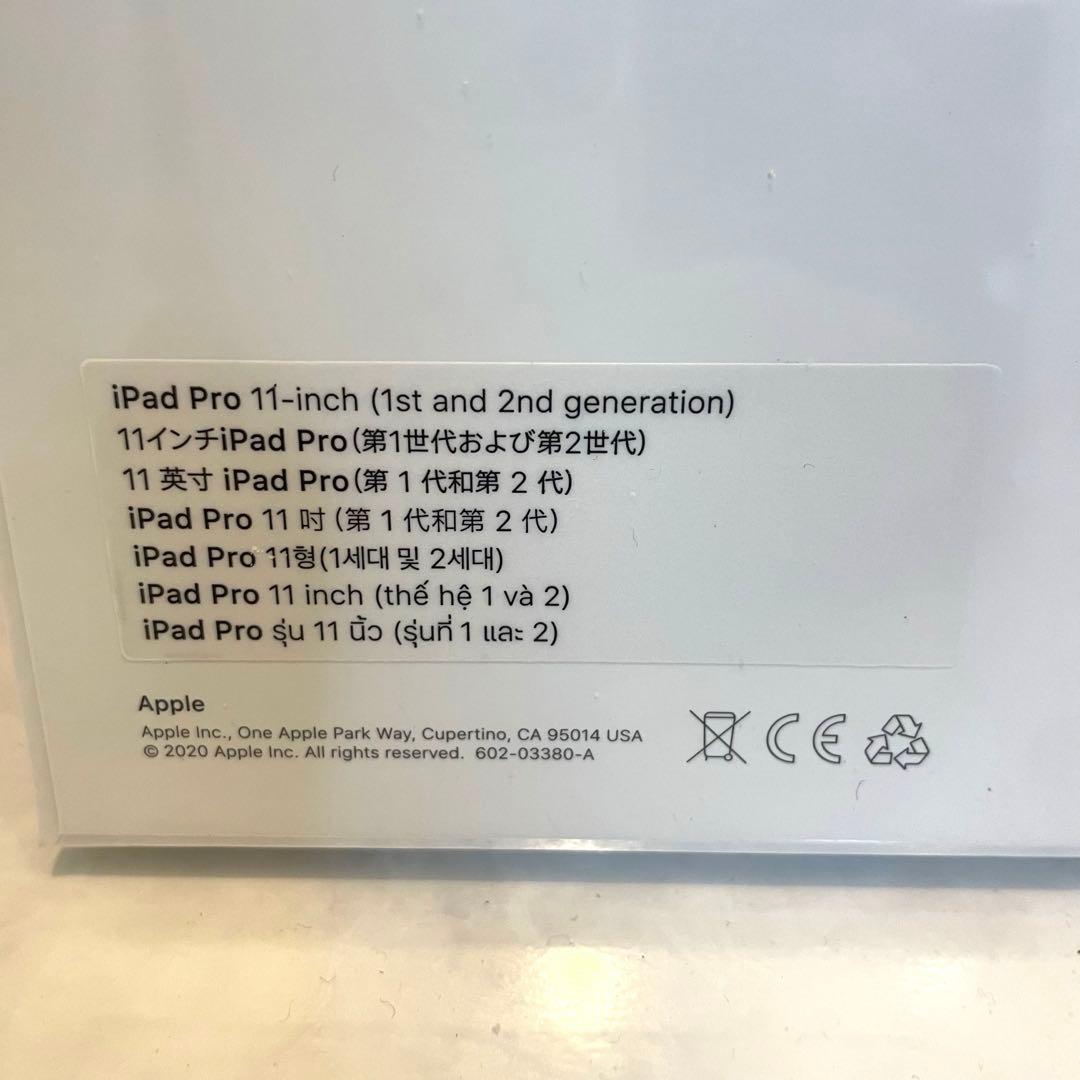 iPad Pro 11-inch (1st and 2nd generation)
11インチiPad Pro(第1世代および第2世代)
11 英寸 iPad Pro(第 1 代和第 2 代)
iPad Pro 11 吋 (第 1 代和第 2 代)
iPad Pro 11형(1세대 및 2세대)
iPad Pro 11 inch (thế hệ 1 và 2)
iPad Pro รุ่น 11 นิ้ว (รุ่นที่ 1 และ 2)
Apple
Apple Inc., One Apple Park Way, Cupertino, CA 95014 USA
© 2020 Apple Inc. All rights reserved. 602-03380-A
CE